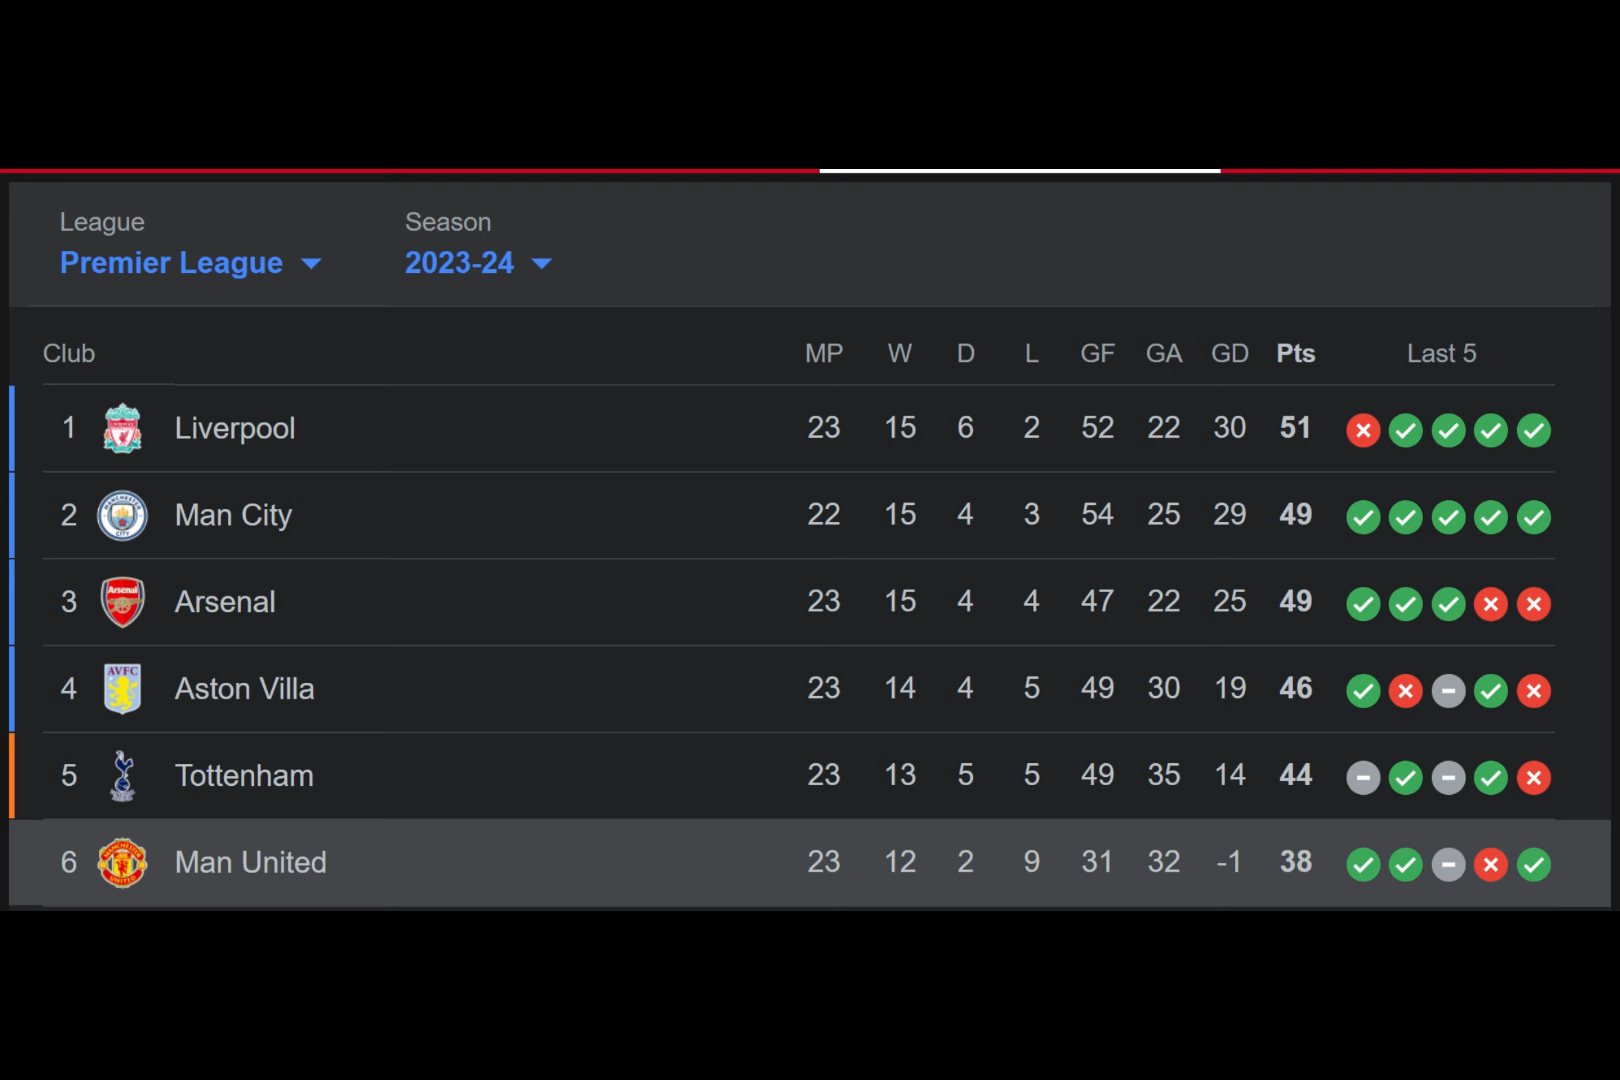 League Season
Premier League 2023-24
Club MP W D L GF GA GD Pts Last 5
1 Liverpool 23 15 6 2 52 22 30 51
2 Man City 22 15 4 3 54 25 29 49
3 Arsenal 23 15 4 4 47 22 25 49
4 AVFC Aston Villa 23 14 4 5 49 30 19 46
5 Tottenham 23 13 5 5 49 35 14 44
6 Man United 23 12 2 9 31 32 -1 38